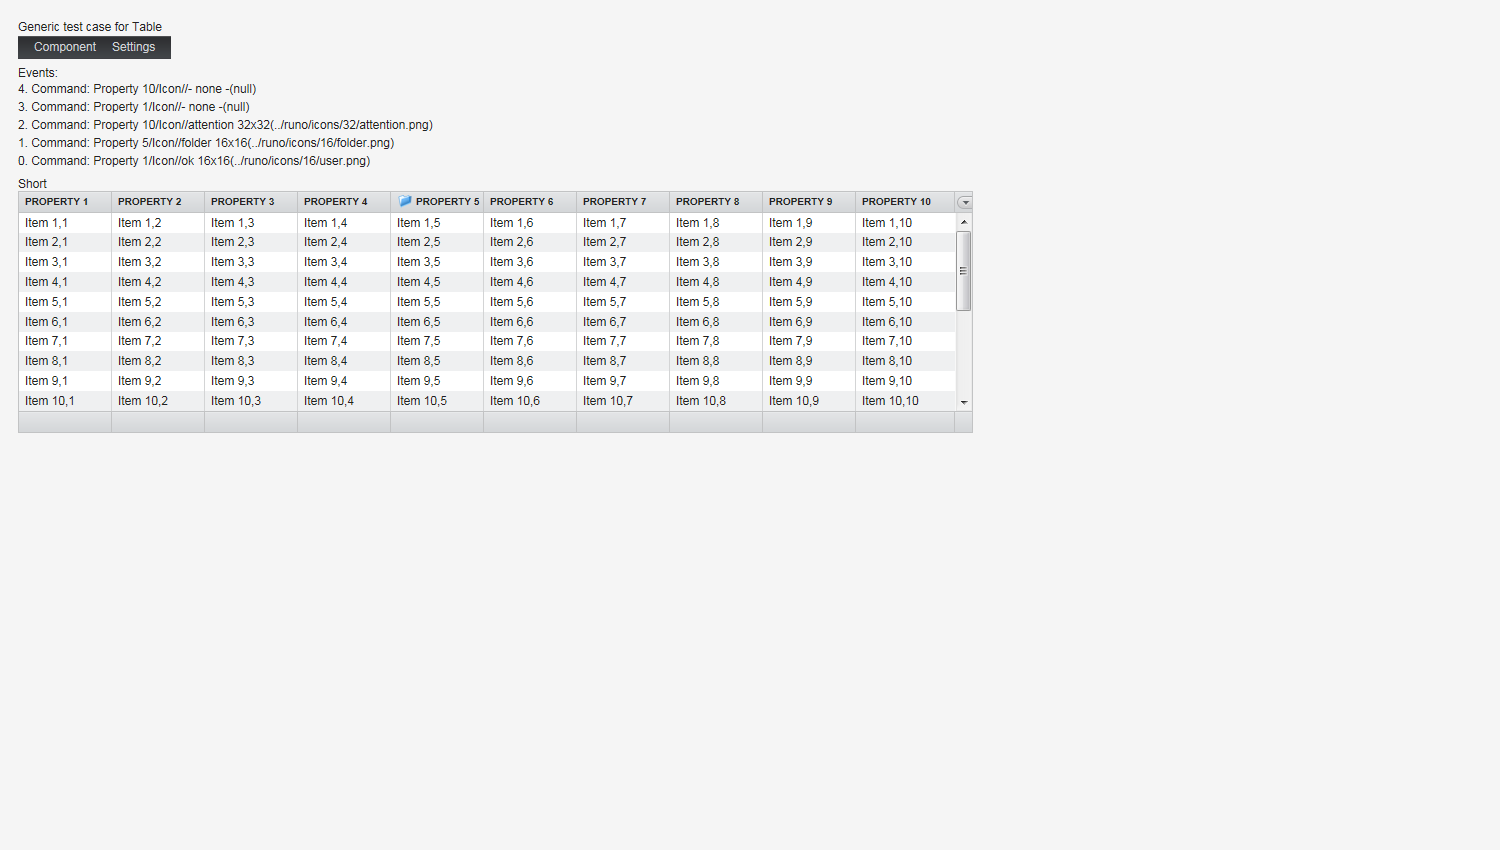 Generic test case for Table
Component Settings
Events:
4. Command: Property 10/Icon//- none -(null)
3. Command: Property 1/Icon//- none -(null)
2. Command: Property 10/Icon//attention 32x32(../runo/icons/32/attention.png)
1. Command: Property 5/Icon//folder 16x16(../runo/icons/16/folder.png)
0. Command: Property 1/Icon//ok 16x16(../runo/icons/16/user.png)
Short
PROPERTY 1 PROPERTY 2 PROPERTY 3 PROPERTY 4 PROPERTY 5 PROPERTY 6 PROPERTY 7 PROPERTY 8 PROPERTY 9 PROPERTY 10
Item 1,1 Item 1,2 Item 1,3 Item 1,4 Item 1,5 Item 1,6 Item 1,7 Item 1,8 Item 1,9 Item 1,10
Item 2,1 Item 2,2 Item 2,3 Item 2,4 Item 2,5 Item 2,6 Item 2,7 Item 2,8 Item 2,9 Item 2,10
Item 3,1 Item 3,2 Item 3,3 Item 3,4 Item 3,5 Item 3,6 Item 3,7 Item 3,8 Item 3,9 Item 3,10
Item 4,1 Item 4,2 Item 4,3 Item 4,4 Item 4,5 Item 4,6 Item 4,7 Item 4,8 Item 4,9 Item 4,10
Item 5,1 Item 5,2 Item 5,3 Item 5,4 Item 5,5 Item 5,6 Item 5,7 Item 5,8 Item 5,9 Item 5,10
Item 6,1 Item 6,2 Item 6,3 Item 6,4 Item 6,5 Item 6,6 Item 6,7 Item 6,8 Item 6,9 Item 6,10
Item 7,1 Item 7,2 Item 7,3 Item 7,4 Item 7,5 Item 7,6 Item 7,7 Item 7,8 Item 7,9 Item 7,10
Item 8,1 Item 8,2 Item 8,3 Item 8,4 Item 8,5 Item 8,6 Item 8,7 Item 8,8 Item 8,9 Item 8,10
Item 9,1 Item 9,2 Item 9,3 Item 9,4 Item 9,5 Item 9,6 Item 9,7 Item 9,8 Item 9,9 Item 9,10
Item 10,1 Item 10,2 Item 10,3 Item 10,4 Item 10,5 Item 10,6 Item 10,7 Item 10,8 Item 10,9 Item 10,10